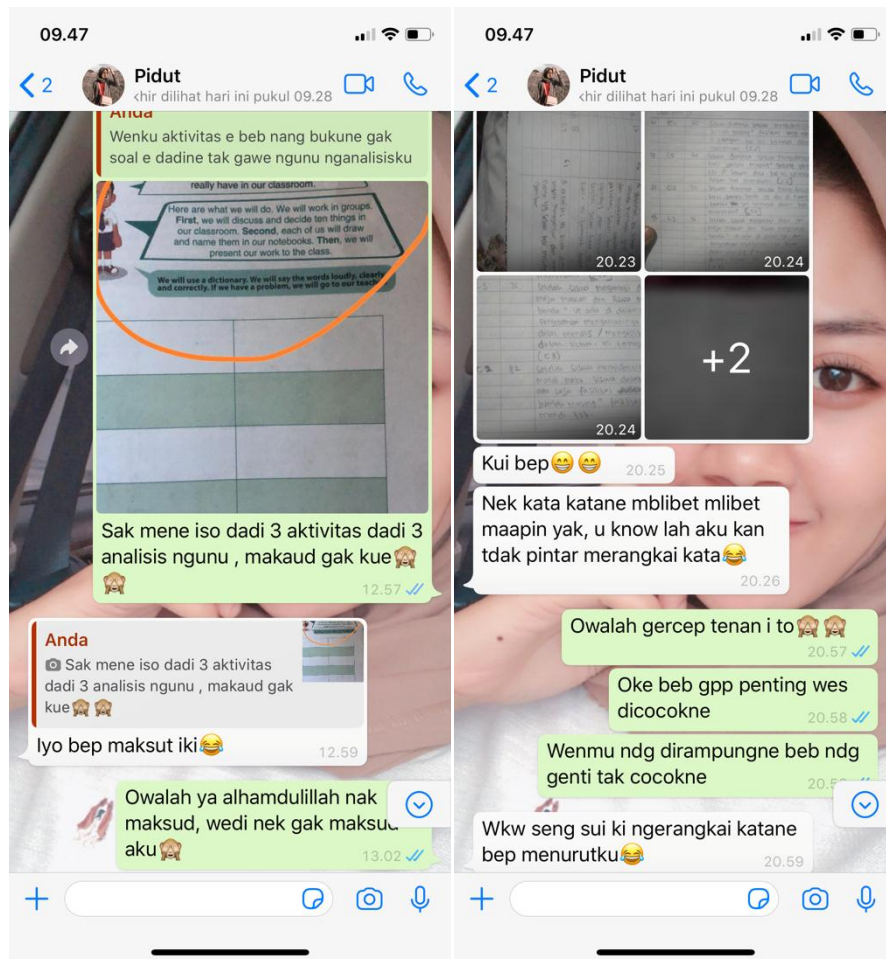 09.47
2
Pidut
khir dilihat hari ini pukul 09.28
Anda
Wenku aktivitas e beb nang bukune gak
soal e dadine tak gawe ngunu nganalisisku
really have in our classroom.
Here are what we will do. We will work in groups.
First, we will discuss and decide ten things in
our classroom. Second, each of us will draw
and name them in our notebooks. Then, we will
present our work to the class.
We will use a dictionary. We will say the words loudly, clearly
and correctly. If we have a problem, we will go to our
Sak mene iso dadi 3 aktivitas dadi 3
analisis ngunu , makaud gak kue🙈
🙈
12.57
Anda
Sak mene iso dadi 3 aktivitas
dadi 3 analisis ngunu , makaud gak
kue🙈🙈
Iyo bep maksut iki😂
12.59
Owalah ya alhamdulillah nak
maksud, wedi nek gak maksud
aku🙈
13.02
09.47
2
Pidut
khir dilihat hari ini pukul 09.28
20.23
20.24
20.24
+2
Kui bep😁😁
20.25
Nek kata katane mblibet mlibet
maapin yak, u know lah aku kan
tdak pintar merangkai kata😂
20.26
Owalah gercep tenan i to🙈🙈
20.57
Oke beb gpp penting wes
dicocokne
20.58
Wenmu ndg dirampungne beb ndg
genti tak cocokne
Wkw seng sui ki ngerangkai katane
bep menurutku😂
20.59